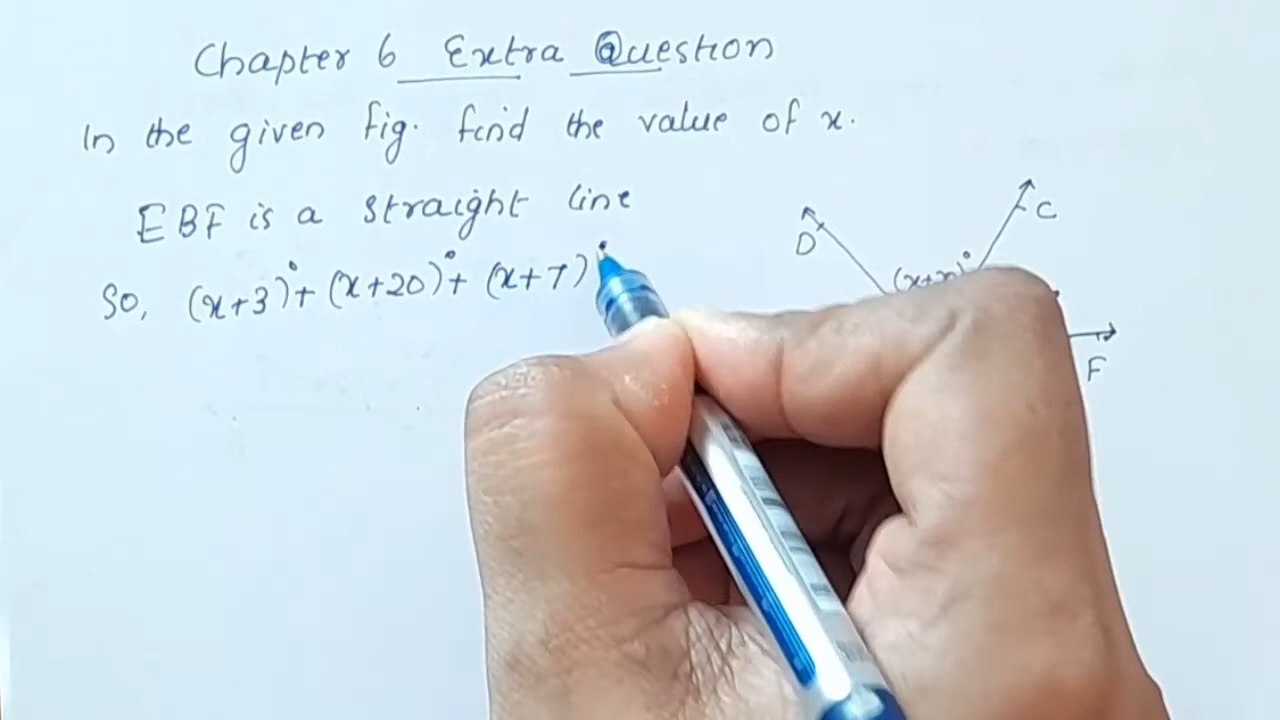 Chapter 6 Extra Question
In the given fig. find the value of x.
EBF is a straight line
So, (x+3)° + (x+20)° + (x+7)°
D
C
F